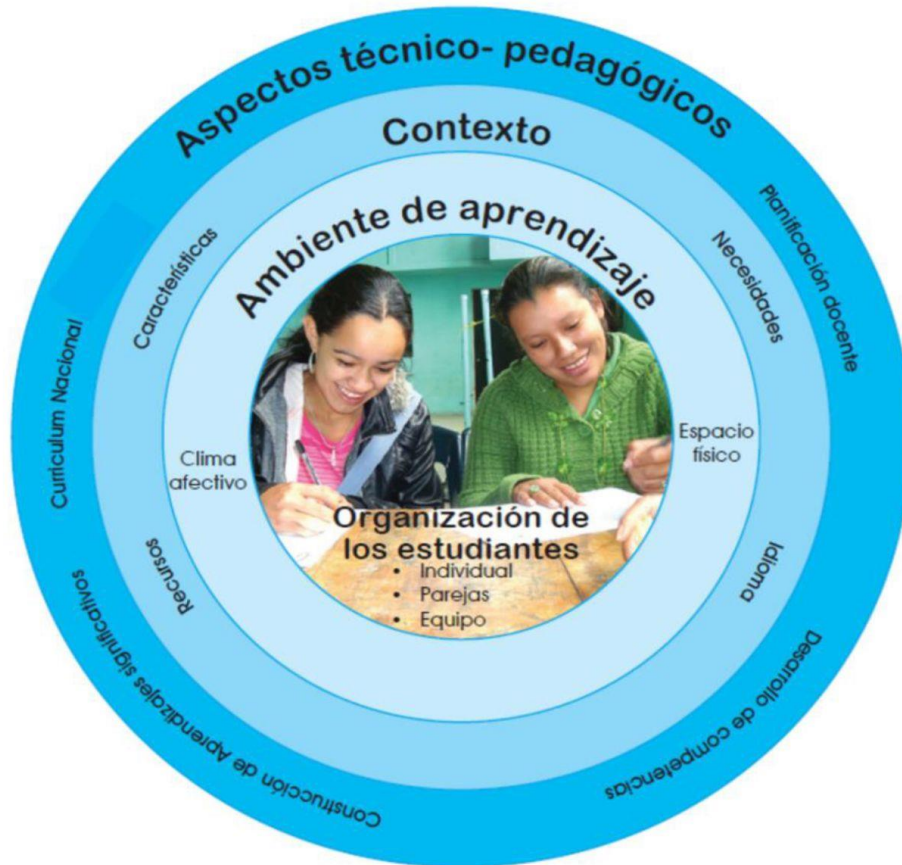 Aspectos técnico- pedagógicos
Contexto
Ambiente de aprendizaje
Planificación docente
Necesidades
Características
Curriculum Nacional
Clima
afectivo
Espacio
físico
Organización de
los estudiantes
• Individual
• Parejas
• Equipo
Recursos
Idioma
Construcción de Aprendizajes significativos
Desarrollo de competencias